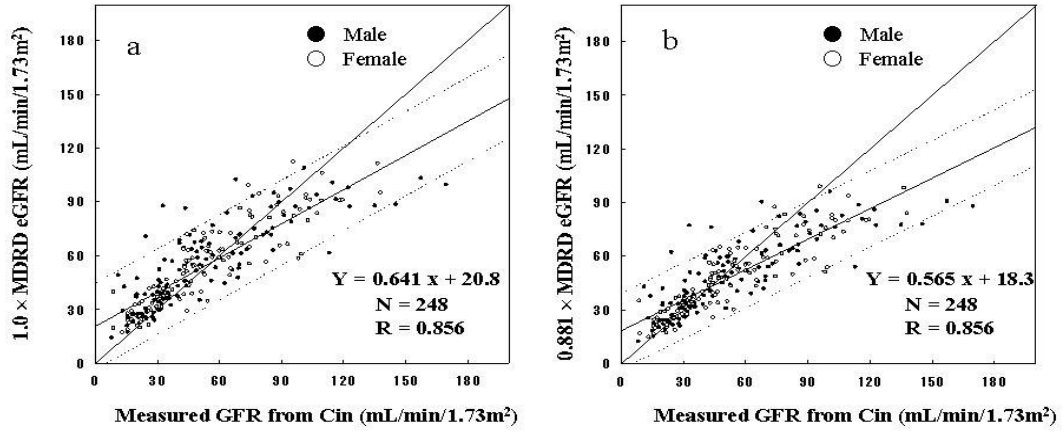 a
Male
Female
1.0 × MDRD eGFR (mL/min/1.73m²)
180
150
120
90
60
30
0
Y = 0.641 x + 20.8
N = 248
R = 0.856
0 30 60 90 120 150 180
Measured GFR from Cin (mL/min/1.73m²)
b
Male
Female
0.881 × MDRD eGFR (mL/min/1.73m²)
180
150
120
90
60
30
0
Y = 0.565 x + 18.3
N = 248
R = 0.856
0 30 60 90 120 150 180
Measured GFR from Cin (mL/min/1.73m²)